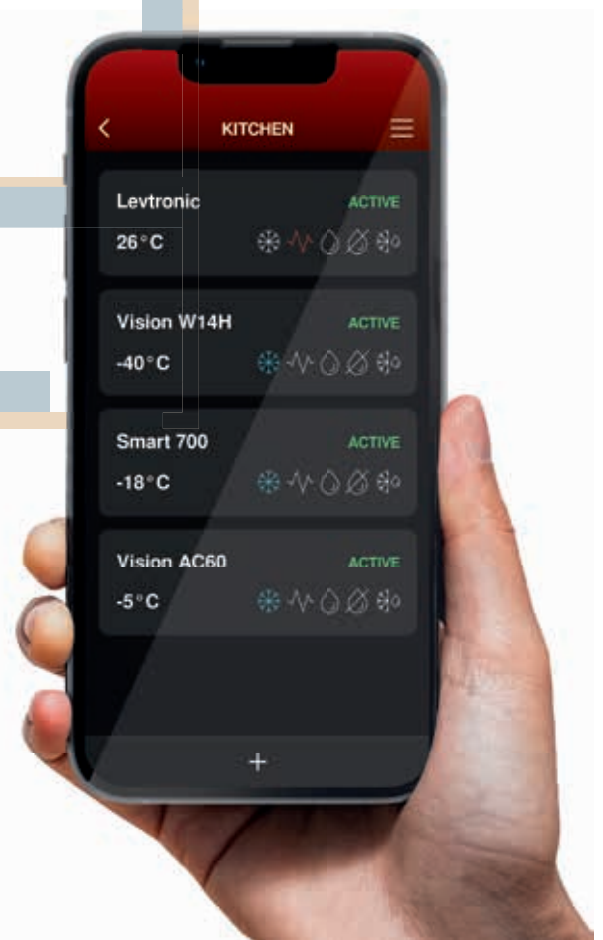 KITCHEN
Levtronic ACTIVE
26°C
Vision W14H ACTIVE
-40°C
Smart 700 ACTIVE
-18°C
Vision AC60 ACTIVE
-5°C
+